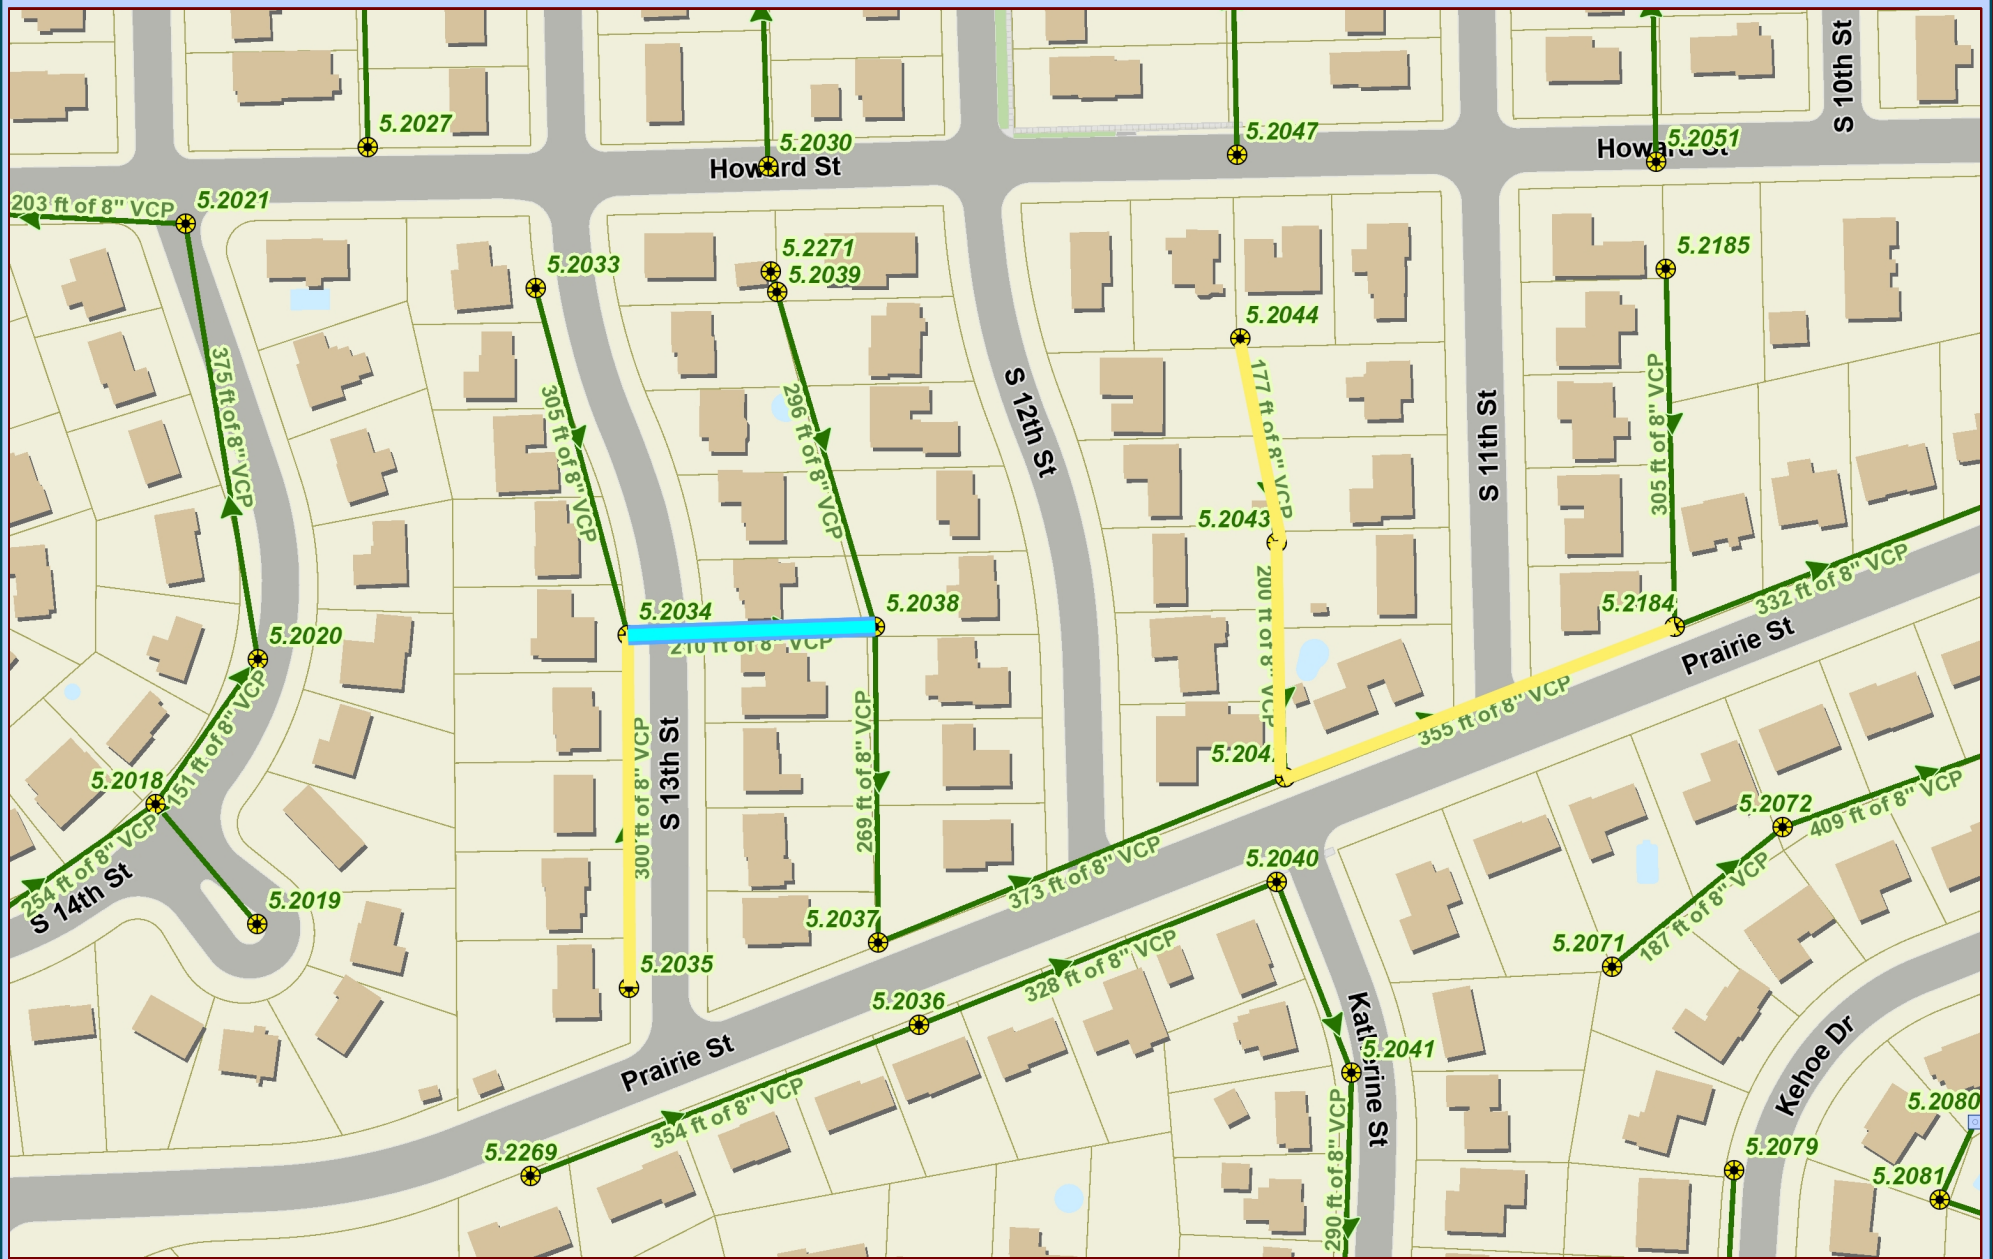 S 10th St
5.2027
5.2030
5.2047
5.2051
Howard St
Howard St
5.2021
203 ft of 8" VCP
5.2033
5.2271
5.2039
5.2185
5.2044
375 ft of 8" VCP
305 ft of 8" VCP
296 ft of 8" VCP
S 12th St
177 ft of 8" VCP
S 11th St
305 ft of 8" VCP
5.2043
332 ft of 8" VCP
5.2034
5.2038
5.2184
5.2020
210 ft of 8" VCP
200 ft of 8" VCP
Prairie St
355 ft of 8" VCP
5.2018
151 ft of 8" VCP
300 ft of 8" VCP
S 13th St
269 ft of 8" VCP
5.204
5.2072
409 ft of 8" VCP
254 ft of 8" VCP
S 14th St
5.2019
373 ft of 8" VCP
5.2040
5.2037
5.2071
187 ft of 8" VCP
5.2035
5.2036
328 ft of 8" VCP
Katherine St
Prairie St
5.2041
Kehoe Dr
354 ft of 8" VCP
5.2080
5.2269
290 ft of 8" VCP
5.2079
5.2081